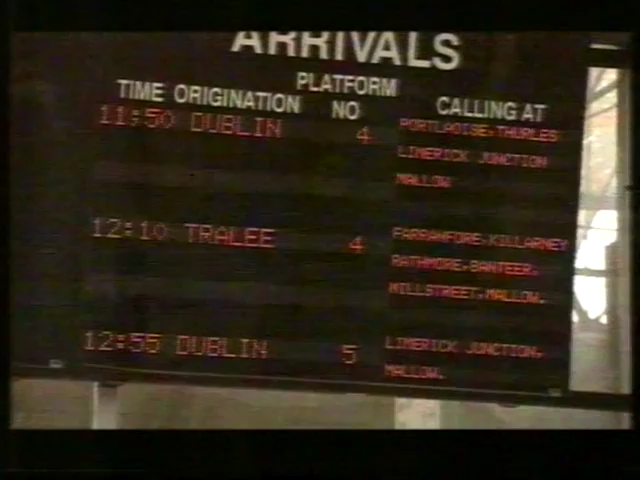 ARRIVALS
TIME ORIGINATION PLATFORM NO CALLING AT
11:50 DUBLIN 4 PORTLAOISE,THURLES
LIMERICK JUNCTION
MALLOW
12:10 TRALEE 4 FARRANFORE,KILLARNEY
RATHMORE,BANTEER,
MILLSTREET,MALLOW.
12:55 DUBLIN 5 LIMERICK JUNCTION,
MALLOW.